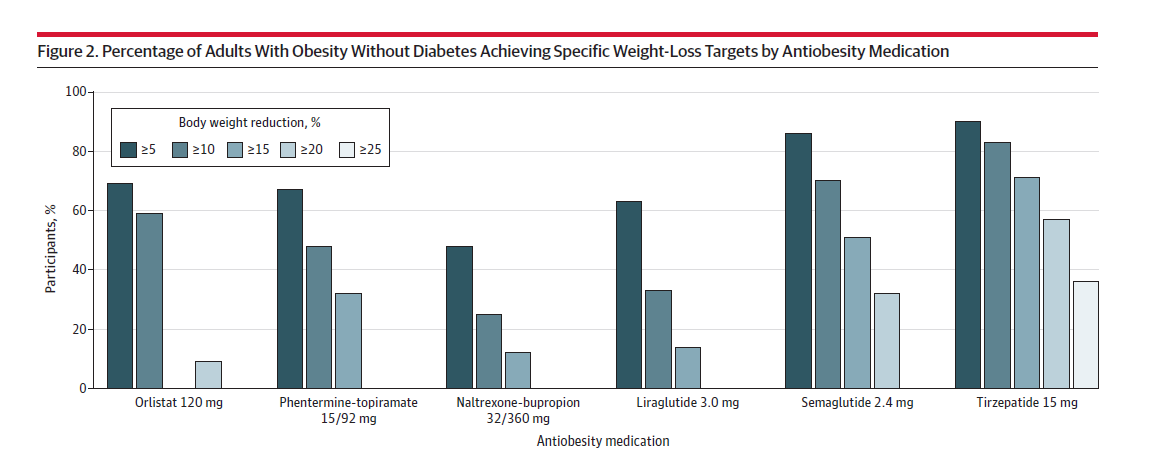 Figure 2. Percentage of Adults With Obesity Without Diabetes Achieving Specific Weight-Loss Targets by Antiobesity Medication
100
Body weight reduction, %
≥5 ≥10 ≥15 ≥20 ≥25
80
60
Participants, %
40
20
0
Orlistat 120 mg
Phentermine-topiramate
15/92 mg
Naltrexone-bupropion
32/360 mg
Liraglutide 3.0 mg
Semaglutide 2.4 mg
Tirzepatide 15 mg
Antiobesity medication